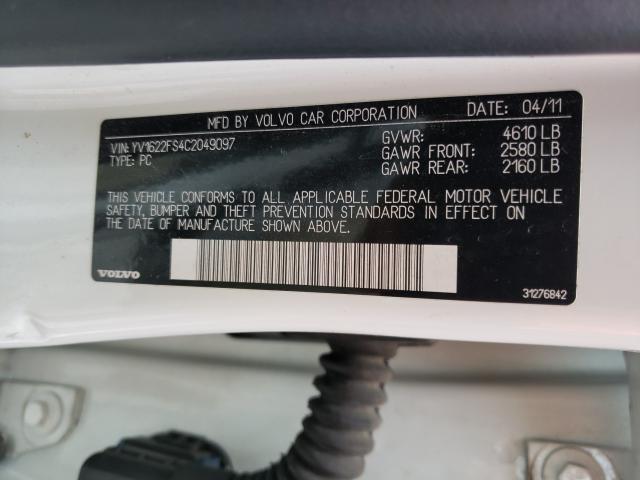 MFD BY VOLVO CAR CORPORATION DATE: 04/11
VIN: YV1622FS4C2049097 GVWR: 4610 LB
TYPE: PC GAWR FRONT: 2580 LB
GAWR REAR: 2160 LB
THIS VEHICLE CONFORMS TO ALL APPLICABLE FEDERAL MOTOR VEHICLE
SAFETY, BUMPER AND THEFT PREVENTION STANDARDS IN EFFECT ON
THE DATE OF MANUFACTURE SHOWN ABOVE.
VOLVO 31276842